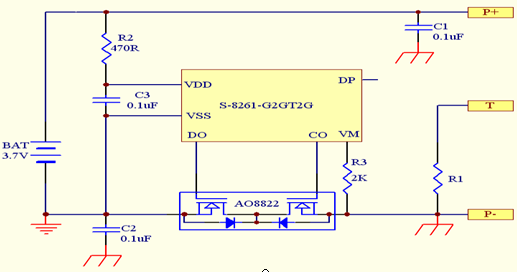 P+
C1
0.1uF
R2
470R
VDD
DP
S-8261-G2GT2G
C3
0.1uF
VSS
T
DO
CO
VM
BAT
3.7V
R3
2K
R1
AO8822
P-
C2
0.1uF